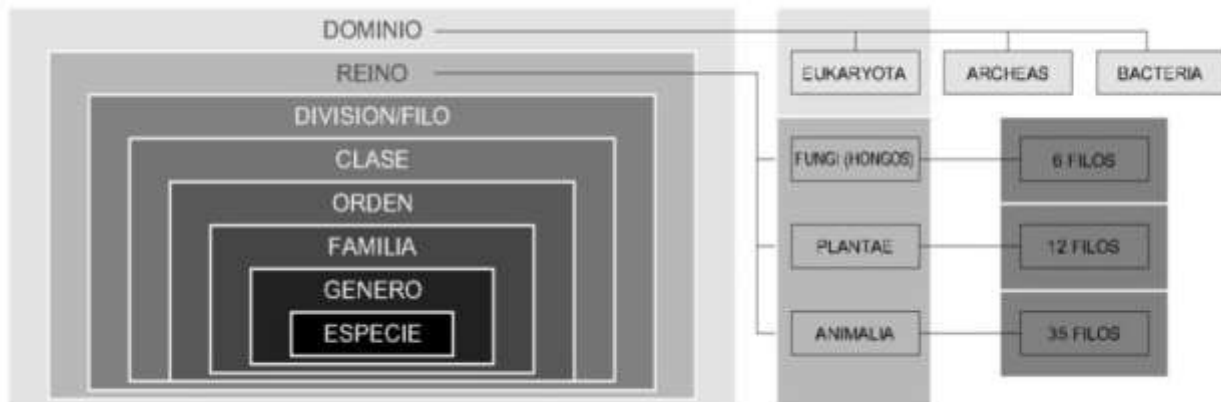 DOMINIO
REINO
DIVISION/FILO
CLASE
ORDEN
FAMILIA
GENERO
ESPECIE
EUKARYOTA
ARCHEAS
BACTERIA
FUNGI (HONGOS)
6 FILOS
PLANTAE
12 FILOS
ANIMALIA
35 FILOS